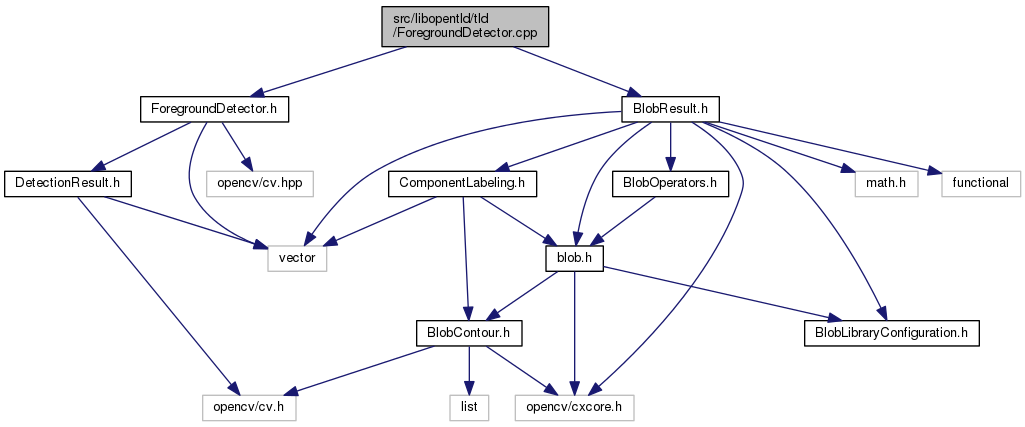 src/libopentld/tld
/ForegroundDetector.cpp
ForegroundDetector.h
BlobResult.h
DetectionResult.h
opencv/cv.hpp
ComponentLabeling.h
BlobOperators.h
math.h
functional
vector
blob.h
BlobContour.h
BlobLibraryConfiguration.h
opencv/cv.h
list
opencv/cxcore.h